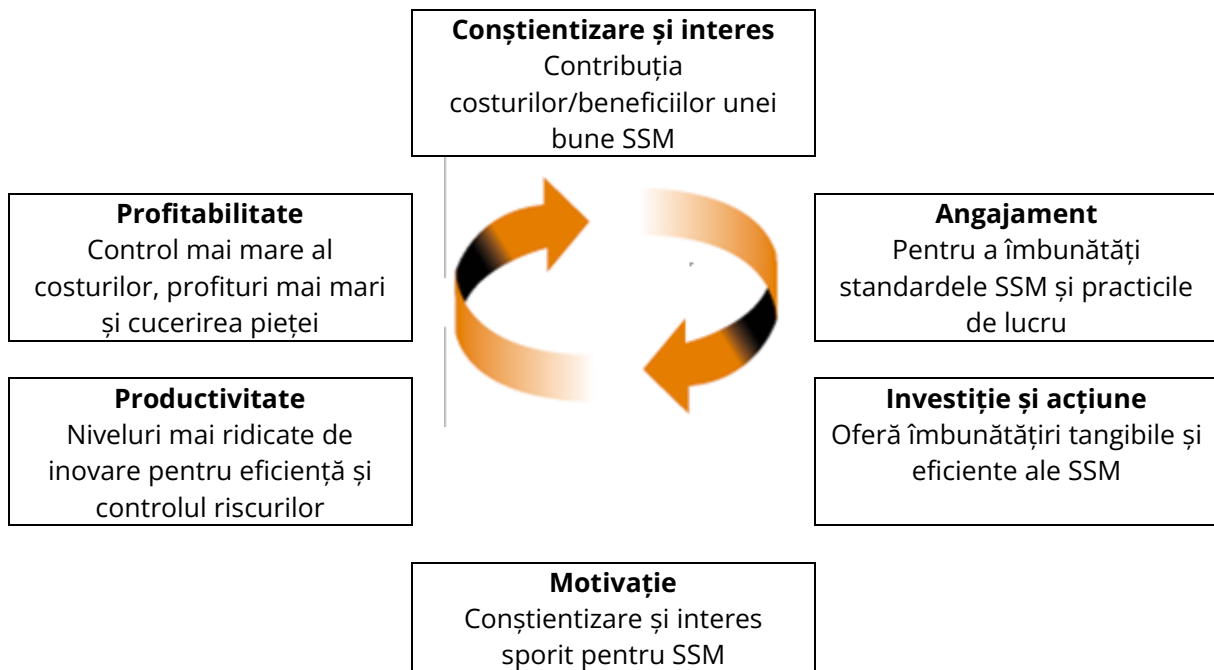 Conștientizare și interes
Contribuția
costurilor/beneficiilor unei
bune SSM
Profitabilitate
Control mai mare al
costurilor, profituri mai mari
și cucerirea pieței
Angajament
Pentru a îmbunătăți
standardele SSM și practicile
de lucru
Productivitate
Niveluri mai ridicate de
inovare pentru eficiență și
controlul riscurilor
Investiție și acțiune
Oferă îmbunătățiri tangibile și
eficiente ale SSM
Motivație
Conștientizare și interes
sporit pentru SSM